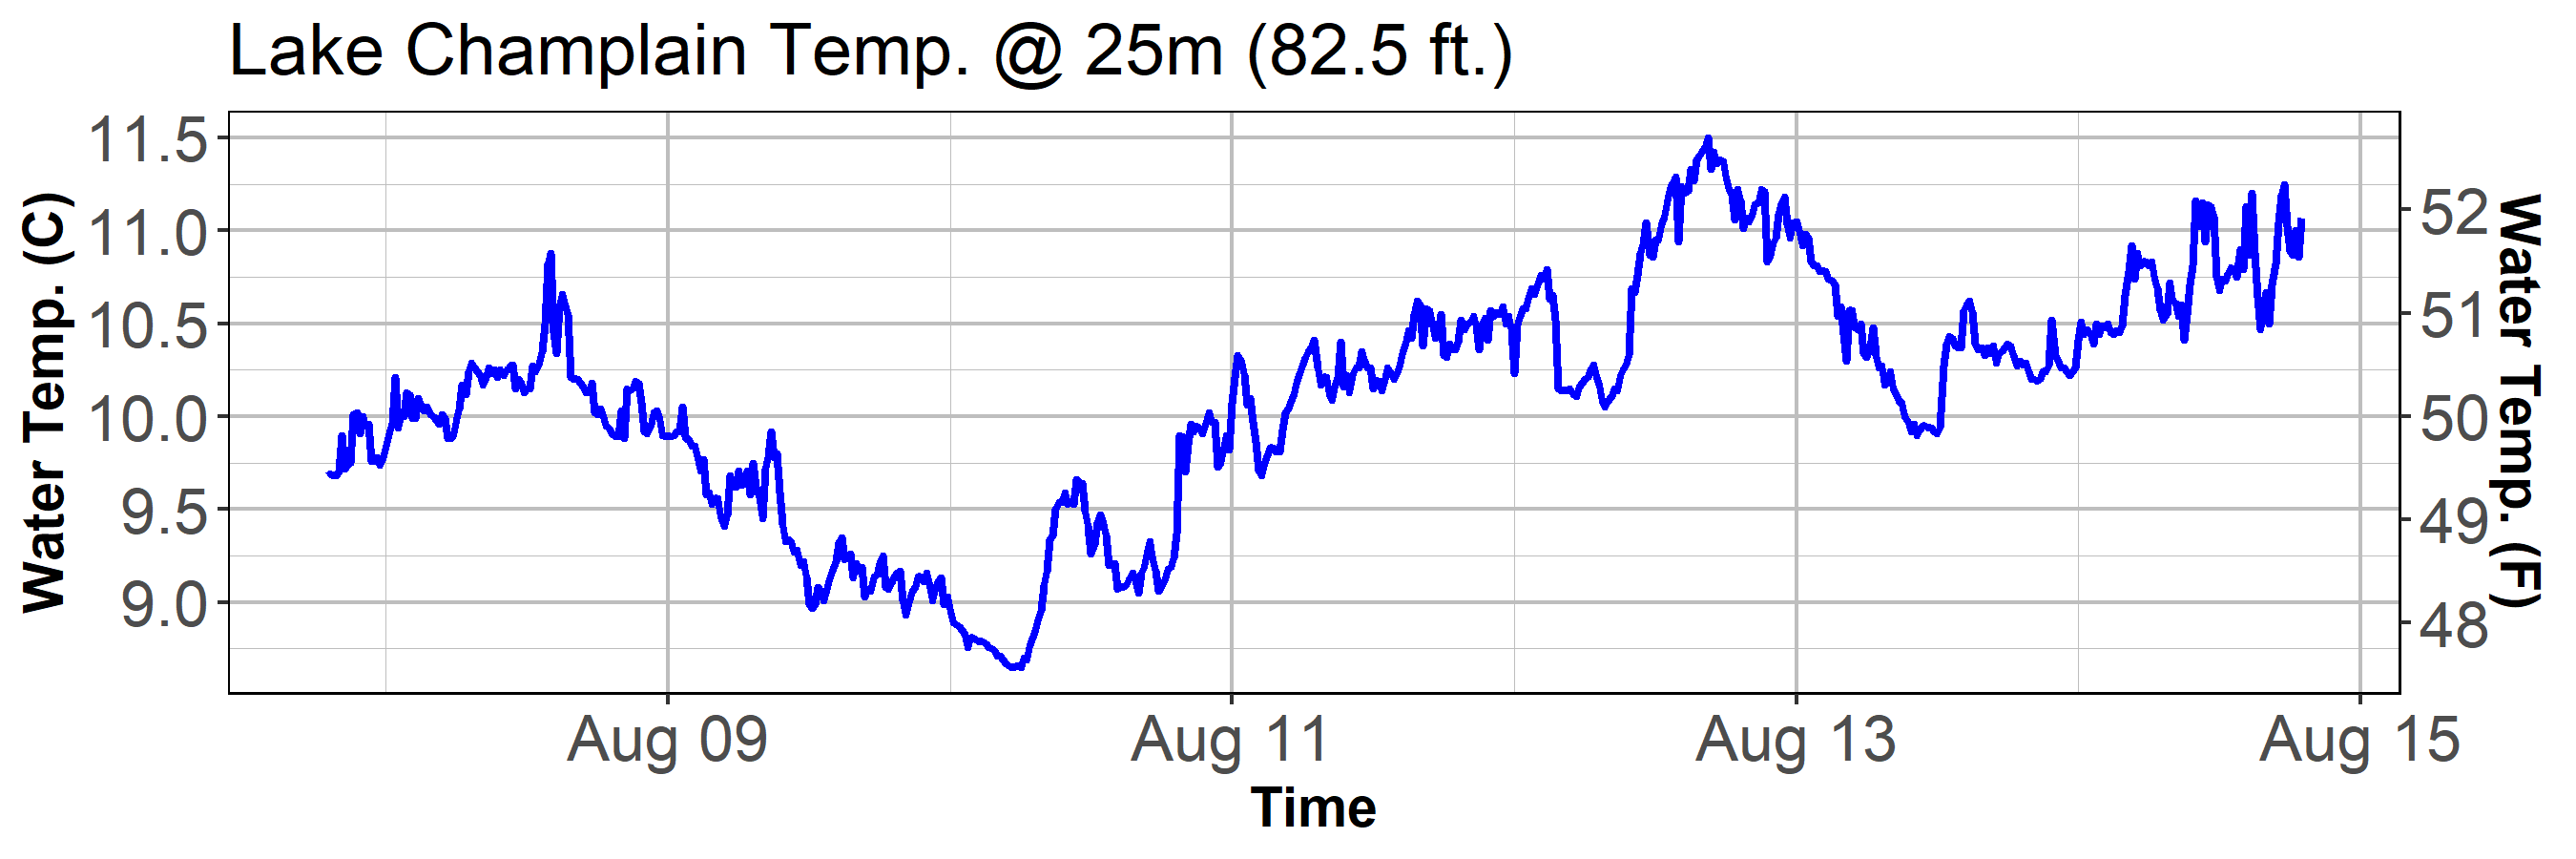 Lake Champlain Temp. @ 25m (82.5 ft.)
Water Temp. (C)
11.5
11.0
10.5
10.0
9.5
9.0
52
51
50
49
48
Water Temp. (F)
Aug 09 Aug 11 Aug 13 Aug 15
Time